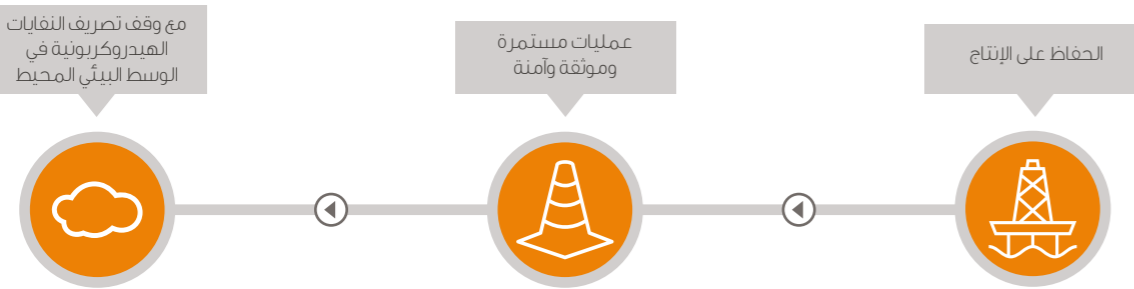 الحفاظ على الإنتاج
عمليات مستمرة
وموثقة وآمنة
مع وقف تصريف النفايات
الهيدروكربونية في
الوسط البيئي المحيط